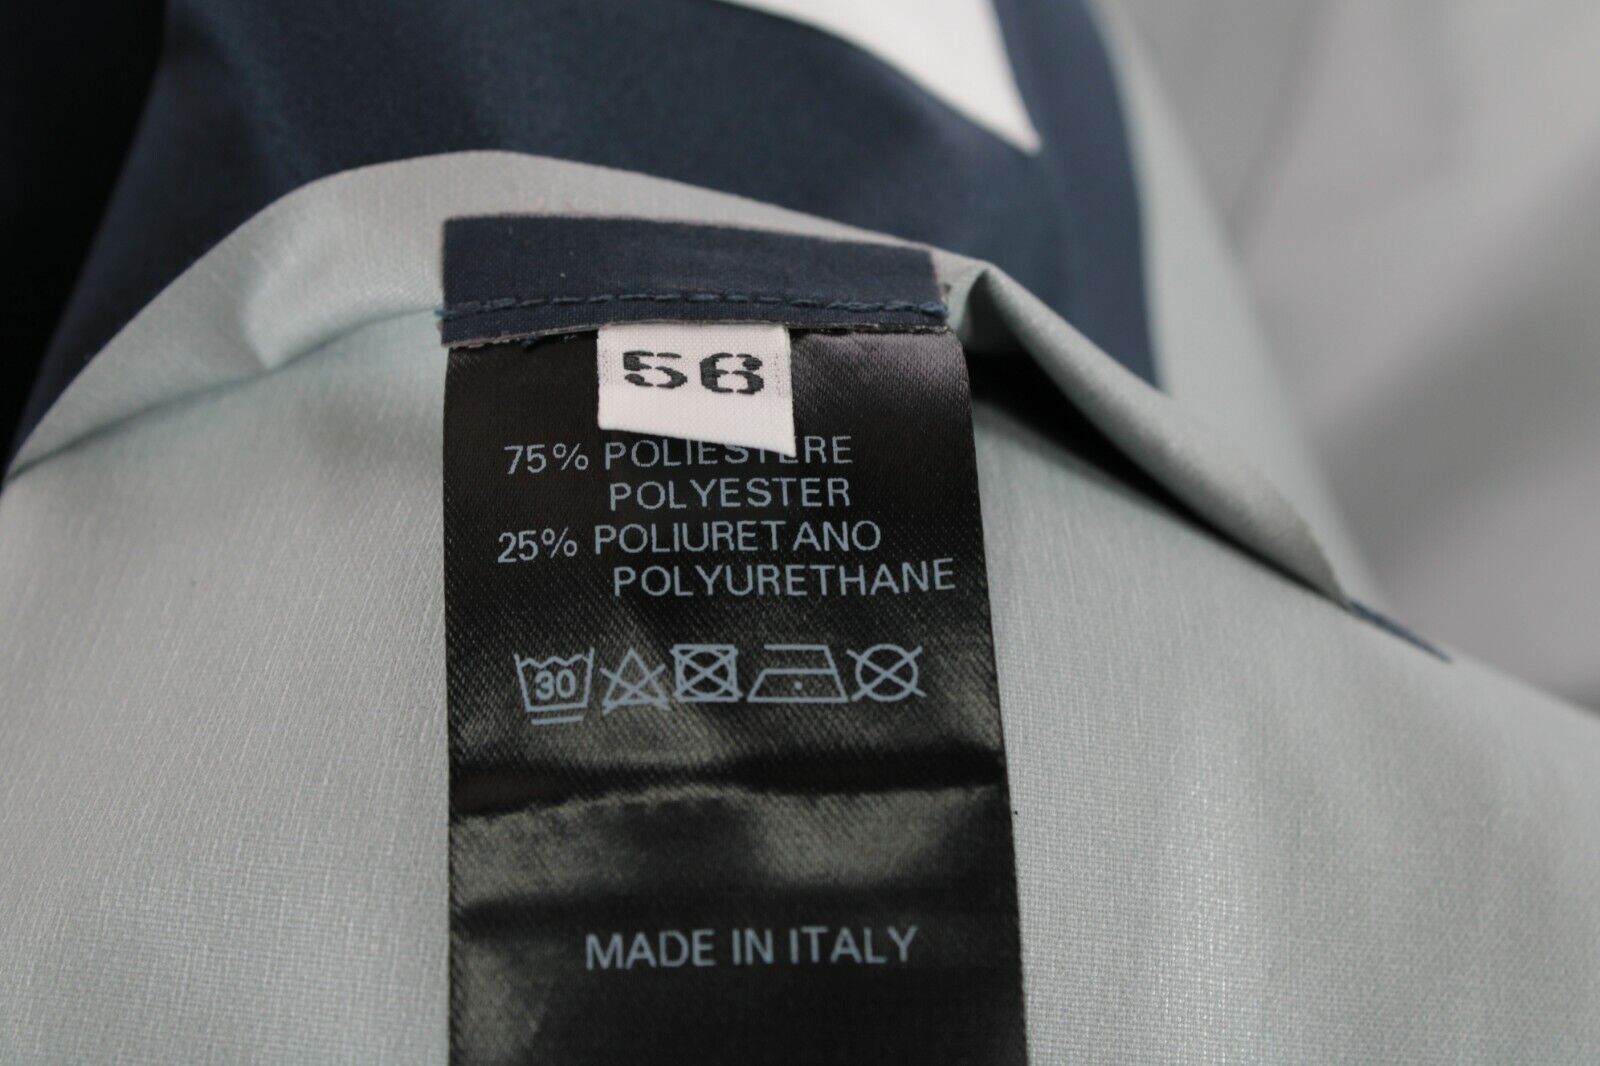 56
75% POLIESTERE
POLYESTER
25% POLIURETANO
POLYURETHANE
30
MADE IN ITALY